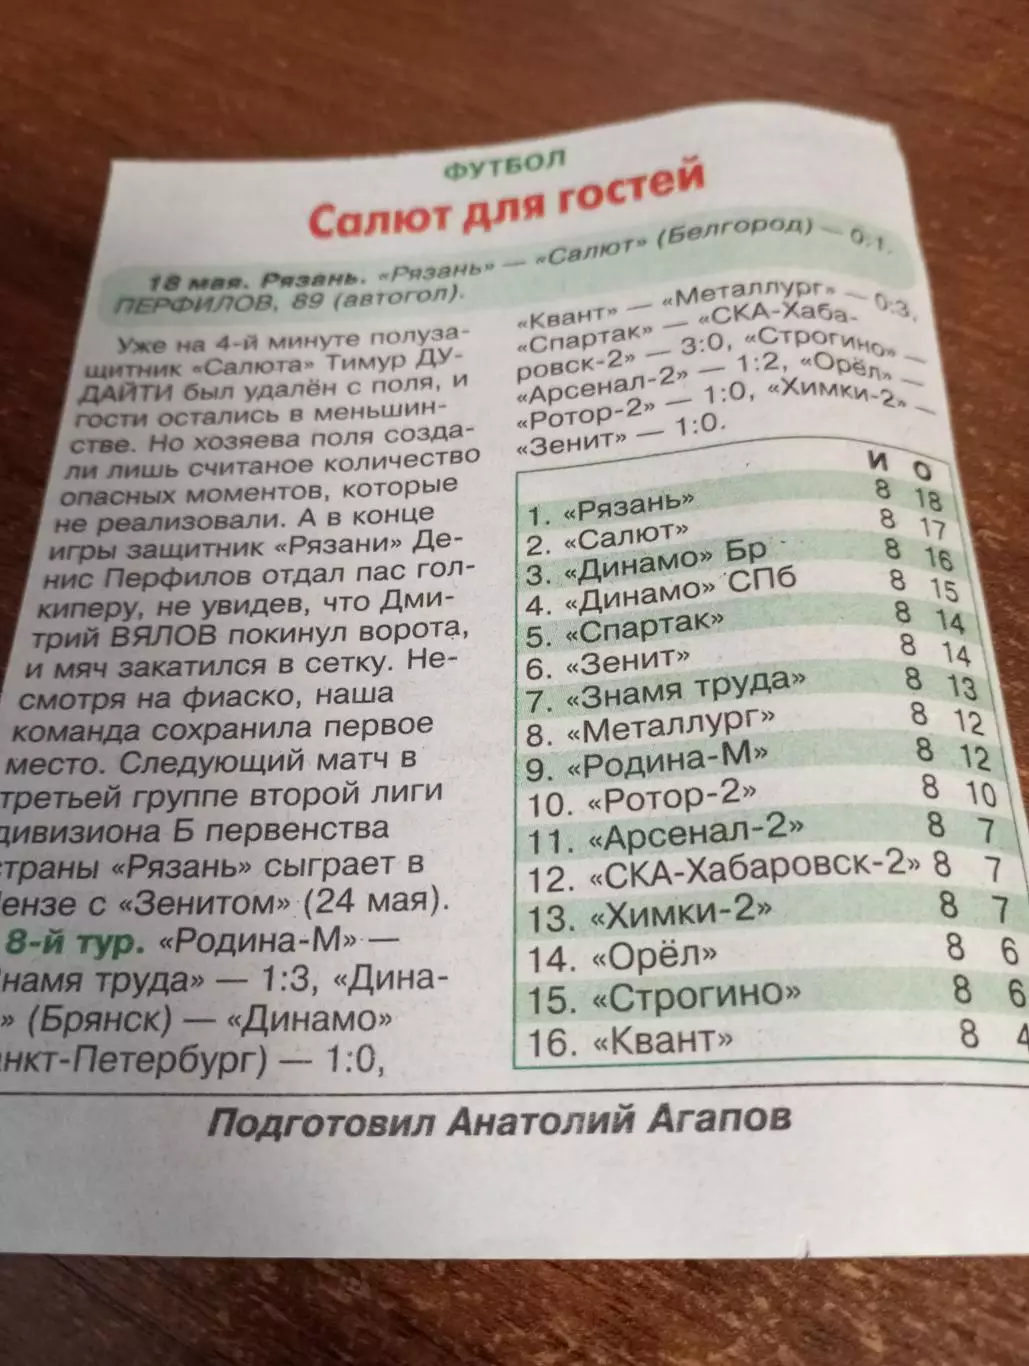 ФУТБОЛ
Салют для гостей
18 мая. Рязань. «Рязань» — «Салют» (Белгород) — 0:1.
ПЕРФИЛОВ, 89 (автогол).
Уже на 4-й минуте полуза-
щитник «Салюта» Тимур ДУ-
ДАЙТИ был удалён с поля, и
гости остались в меньшин-
стве. Но хозяева поля созда-
ли лишь считаное количество
опасных моментов, которые
не реализовали. А в конце
игры защитник «Рязани» Де-
нис Перфилов отдал пас гол-
киперу, не увидев, что Дми-
трий ВЯЛОВ покинул ворота,
и мяч закатился в сетку. Не-
смотря на фиаско, наша
команда сохранила первое
место. Следующий матч в
третьей группе второй лиги
дивизиона Б первенства
страны «Рязань» сыграет в
ензе с «Зенитом» (24 мая).
8-й тур. «Родина-М» —
Знамя труда» — 1:3, «Дина-
» (Брянск) — «Динамо»
анкт-Петербург) — 1:0,
«Квант» — «Металлург» — 0:3,
«Спартак» — «СКА-Хаба-
ровск-2» — 3:0, «Строгино» —
«Арсенал-2» — 1:2, «Орёл» —
«Ротор-2» — 1:0, «Химки-2» —
«Зенит» — 1:0.
И О
1. «Рязань» 8 18
2. «Салют» 8 17
3. «Динамо» Бр 8 16
4. «Динамо» СПб 8 15
5. «Спартак» 8 14
6. «Зенит» 8 14
7. «Знамя труда» 8 13
8. «Металлург» 8 12
9. «Родина-М» 8 12
10. «Ротор-2» 8 10
11. «Арсенал-2» 8 7
12. «СКА-Хабаровск-2» 8 7
13. «Химки-2» 8 7
14. «Орёл» 8 6
15. «Строгино» 8 6
16. «Квант» 8 4
Подготовил Анатолий Агапов